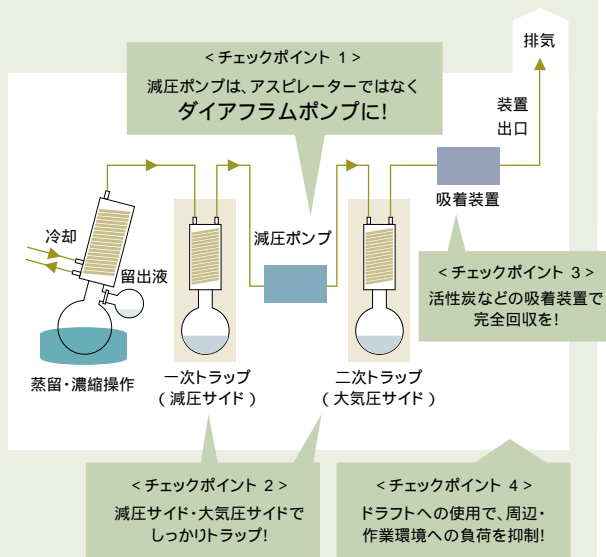 排気
<チェックポイント 1>
減圧ポンプは、アスピレーターではなく
ダイアフラムポンプに!
装置
出口
吸着装置
冷却
留出液
減圧ポンプ
<チェックポイント 3>
活性炭などの吸着装置で
完全回収を!
蒸留・濃縮操作
一次トラップ
(減圧サイド)
二次トラップ
(大気圧サイド)
<チェックポイント 2>
減圧サイド・大気圧サイドで
しっかりトラップ!
<チェックポイント 4>
ドラフトへの使用で、周辺・
作業環境への負荷を抑制!